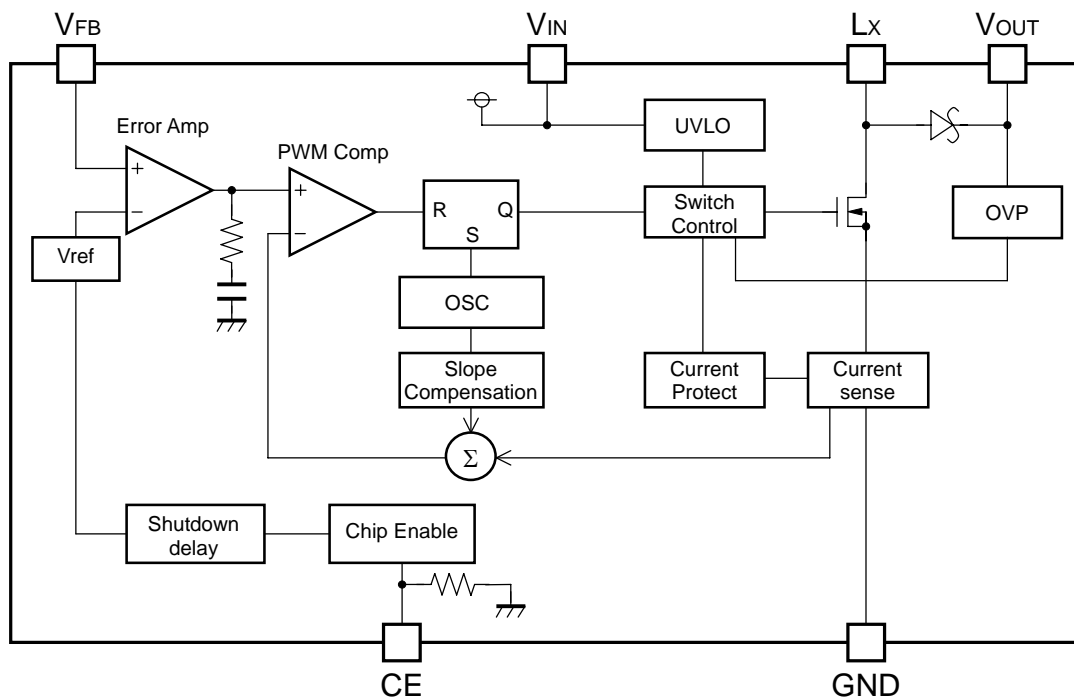 VFB
VIN
LX
VOUT
Error Amp
UVLO
PWM Comp
+
−
+
−
R
Q
S
Switch
Control
OVP
Vref
OSC
Slope
Compensation
Current
Protect
Current
sense
Σ
Shutdown
delay
Chip Enable
CE
GND